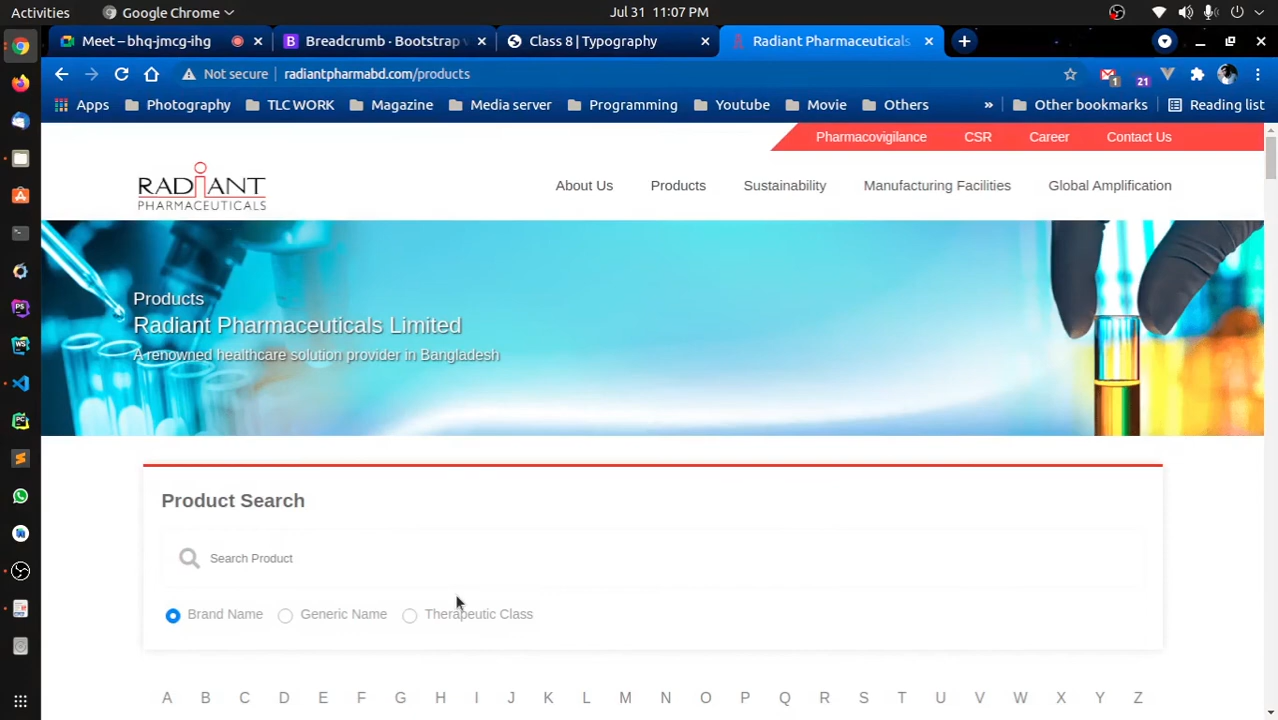 Activities Google Chrome Jul 31 11:07 PM
Meet – bhq-jmcg-ihg Breadcrumb · Bootstrap v Class 8 | Typography Radiant Pharmaceuticals
Not secure radiantpharmabd.com/products
Apps Photography TLC WORK Magazine Media server Programming Youtube Movie Others » Other bookmarks Reading list
1 21
Pharmacovigilance CSR Career Contact Us
RADiANT
PHARMACEUTICALS
About Us Products Sustainability Manufacturing Facilities Global Amplification
Products
Radiant Pharmaceuticals Limited
A renowned healthcare solution provider in Bangladesh
Product Search
Search Product
Brand Name Generic Name Therapeutic Class
A B C D E F G H I J K L M N O P Q R S T U V W X Y Z